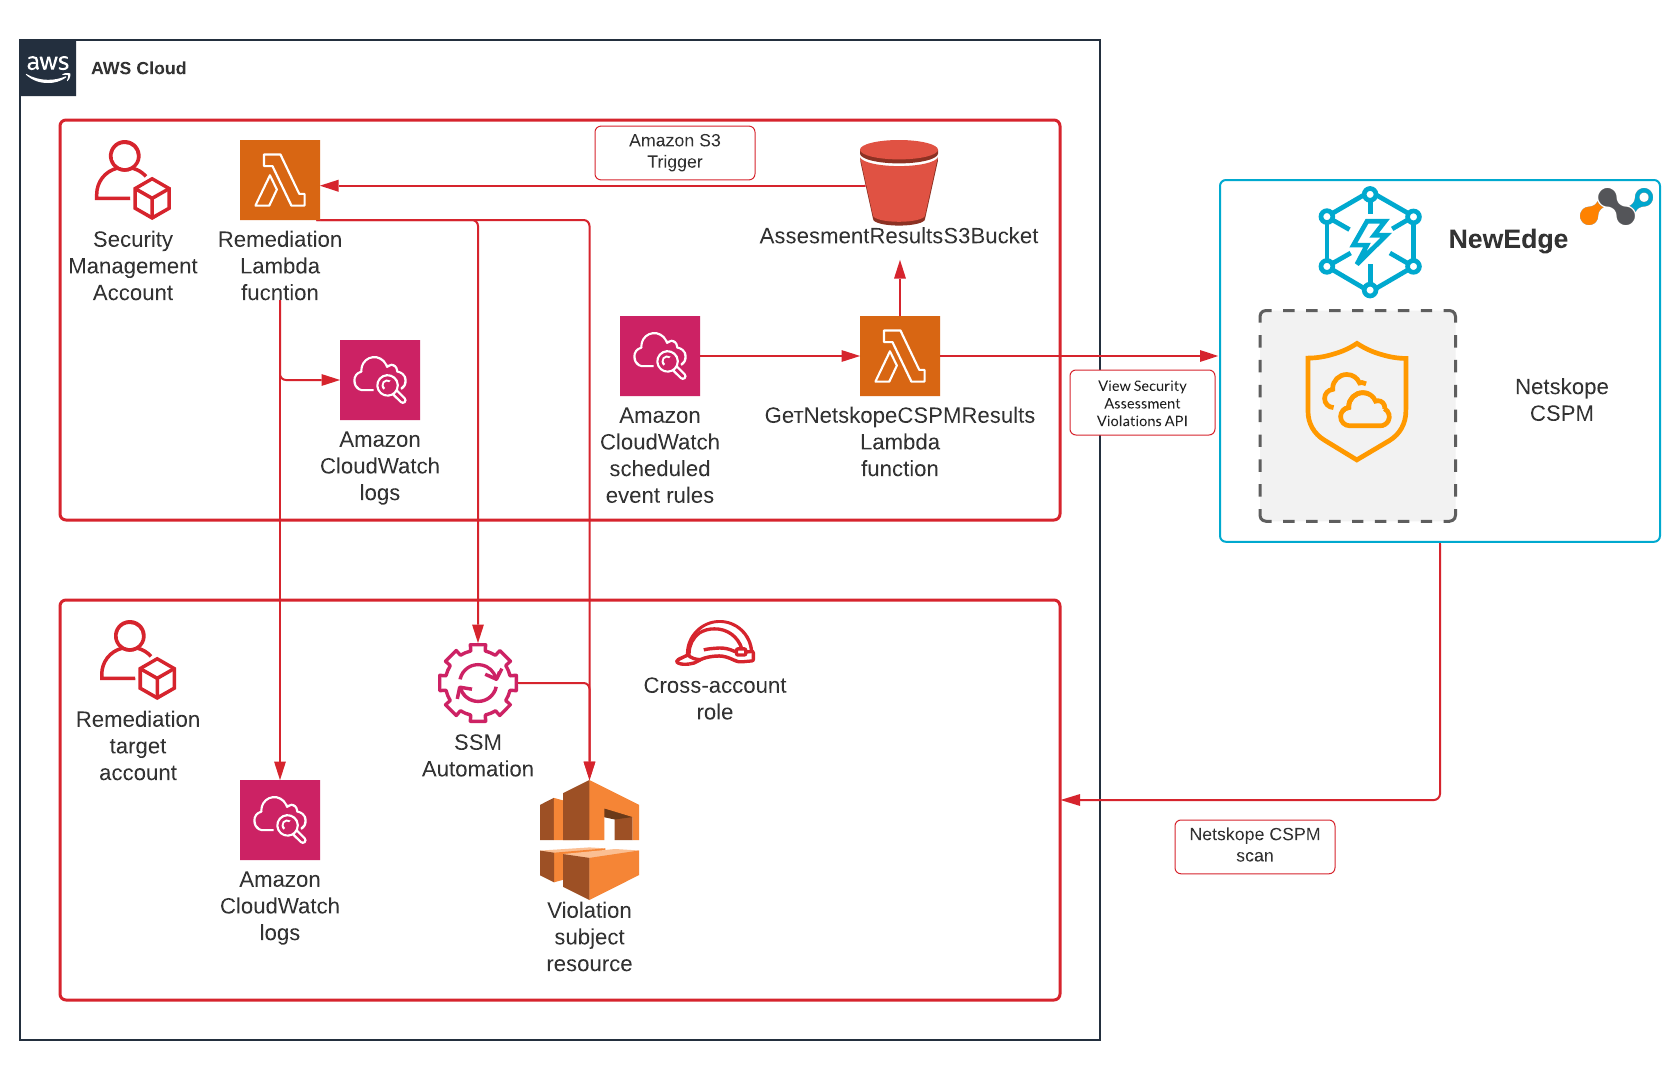 aws
AWS Cloud
Security
Management
Account
Remediation
Lambda
fucntion
Amazon S3
Trigger
AssesmentResultsS3Bucket
Amazon
CloudWatch
logs
Amazon
CloudWatch
scheduled
event rules
GeтNetskopeCSPMResults
Lambda
function
View Security
Assessment
Violations API
NewEdge
Netskope
CSPM
Remediation
target
account
Amazon
CloudWatch
logs
SSM
Automation
Cross-account
role
Violation
subject
resource
Netskope CSPM
scan